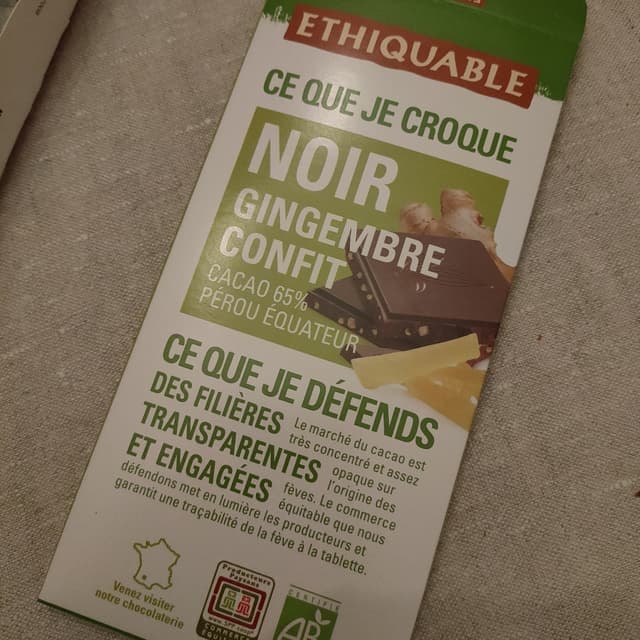 ETHIQUABLE
CE QUE JE CROQUE
NOIR
GINGEMBRE
CONFIT
CACAO 65%
PÉROU ÉQUATEUR
CE QUE JE DÉFENDS
DES FILIÈRES
TRANSPARENTES
ET ENGAGÉES
Le marché du cacao est
très concentré et assez
opaque sur
l'origine des
fèves. Le commerce
équitable que nous
défendons met en lumière les producteurs et
garantit une traçabilité de la fève à la tablette.
Venez visiter
notre chocolaterie
Producteurs
CERTIFIÉ
AB